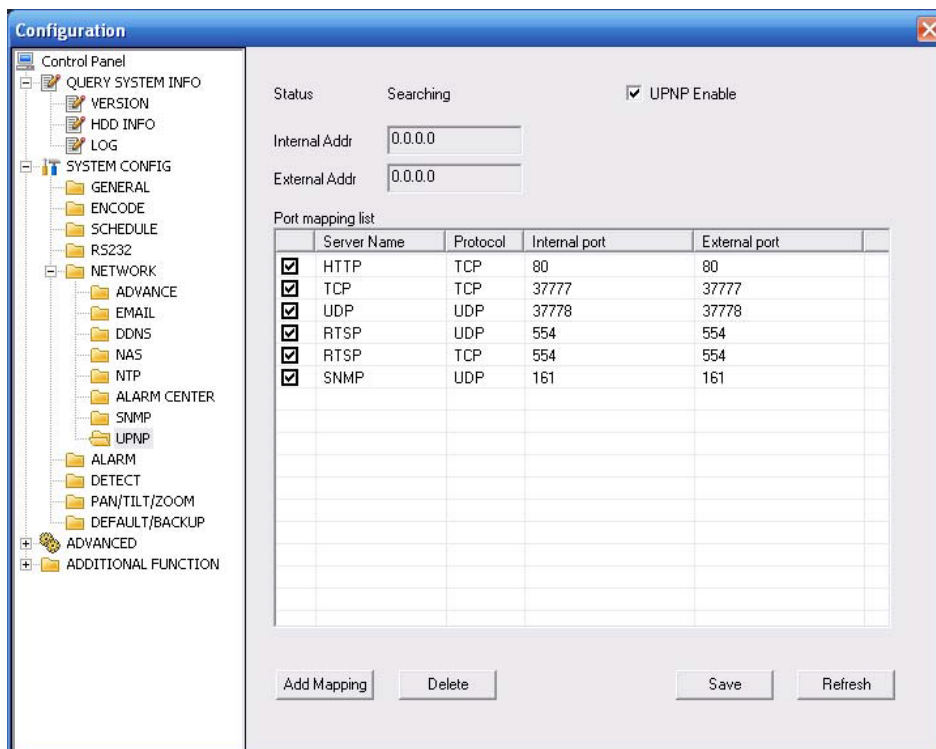 Configuration
Control Panel
QUERY SYSTEM INFO
VERSION
HDD INFO
LOG
SYSTEM CONFIG
GENERAL
ENCODE
SCHEDULE
RS232
NETWORK
ADVANCE
EMAIL
DDNS
NAS
NTP
ALARM CENTER
SNMP
UPNP
ALARM
DETECT
PAN/TILT/ZOOM
DEFAULT/BACKUP
ADVANCED
ADDITIONAL FUNCTION
Status Searching UPNP Enable
Internal Addr 0.0.0.0
External Addr 0.0.0.0
Port mapping list
Server Name Protocol Internal port External port
HTTP TCP 80 80
TCP TCP 37777 37777
UDP UDP 37778 37778
RTSP UDP 554 554
RTSP TCP 554 554
SNMP UDP 161 161
Add Mapping Delete Save Refresh